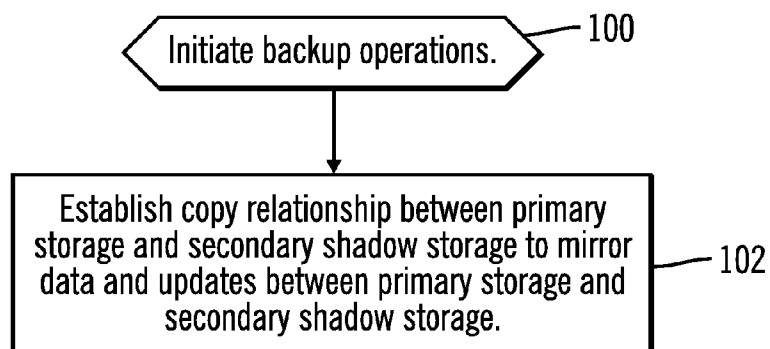 Initiate backup operations.
100
Establish copy relationship between primary
storage and secondary shadow storage to mirror
data and updates between primary storage and
secondary shadow storage.
102